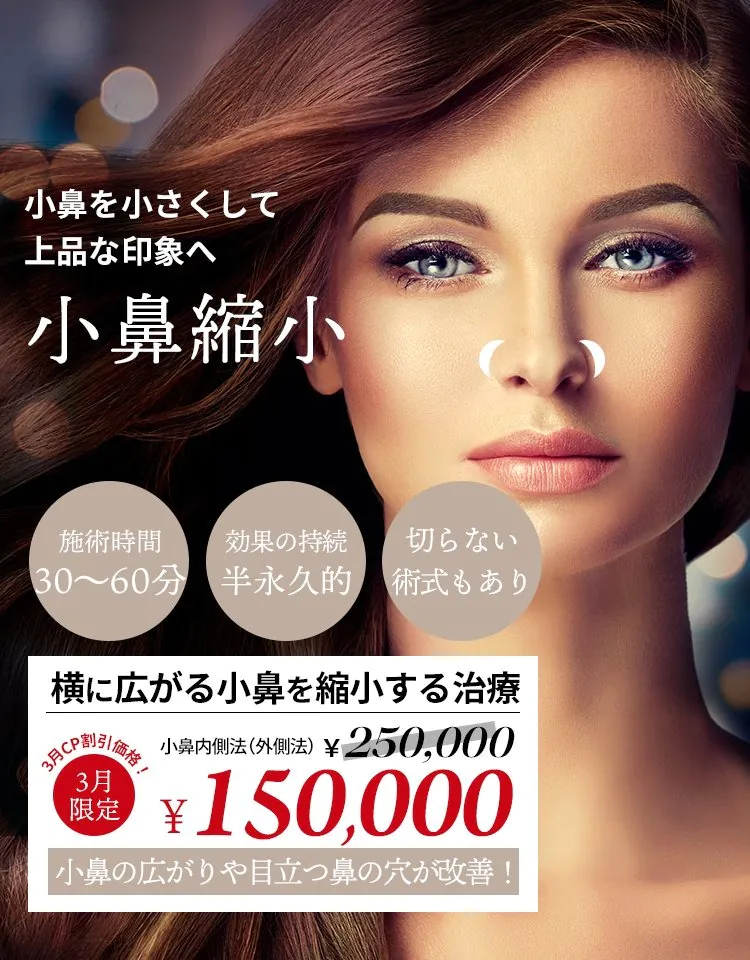 小鼻を小さくして
上品な印象へ
小鼻縮小
施術時間
30〜60分
効果の持続
半永久的
切らない
術式もあり
横に広がる小鼻を縮小する治療
3月CP割引価格！
3月
限定
小鼻内側法（外側法）￥250,000
￥150,000
小鼻の広がりや目立つ鼻の穴が改善！